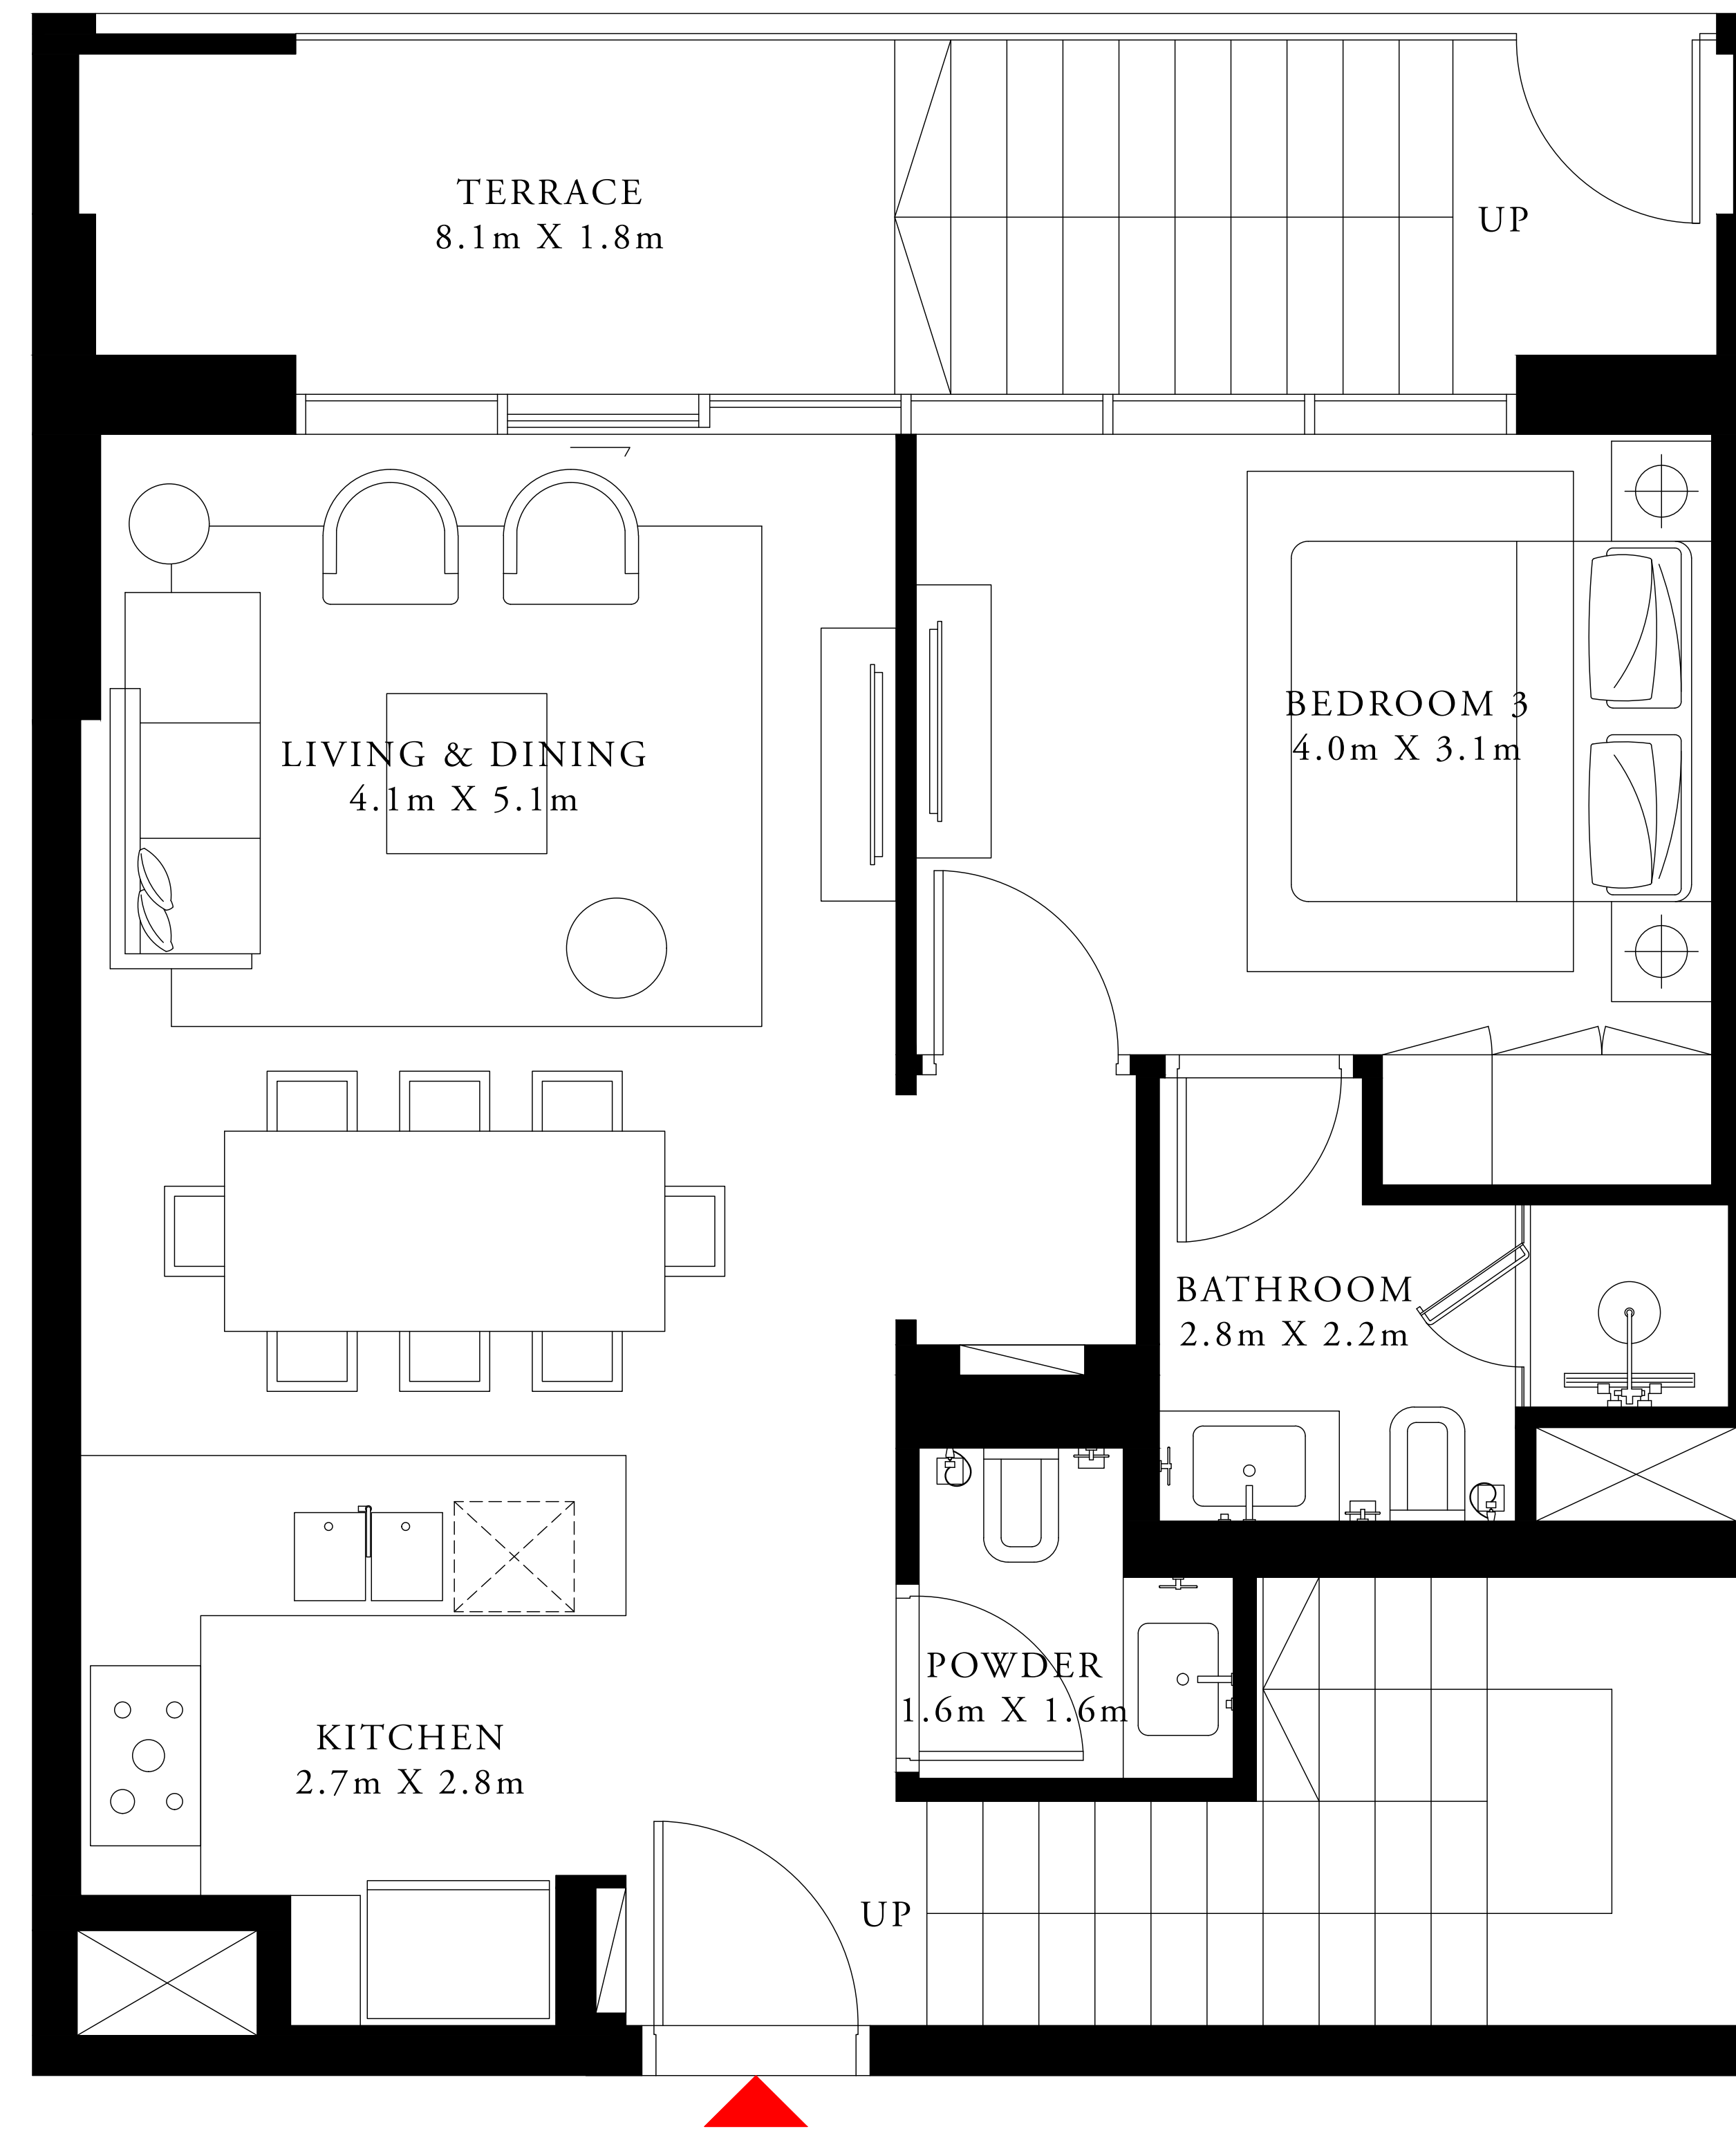 TERRACE
8.1m X 1.8m
UP
BEDROOM 3
4.0m X 3.1m
LIVING & DINING
4.1m X 5.1m
BATHROOM
2.8m X 2.2m
POWDER
1.6m X 1.6m
KITCHEN
2.7m X 2.8m
UP